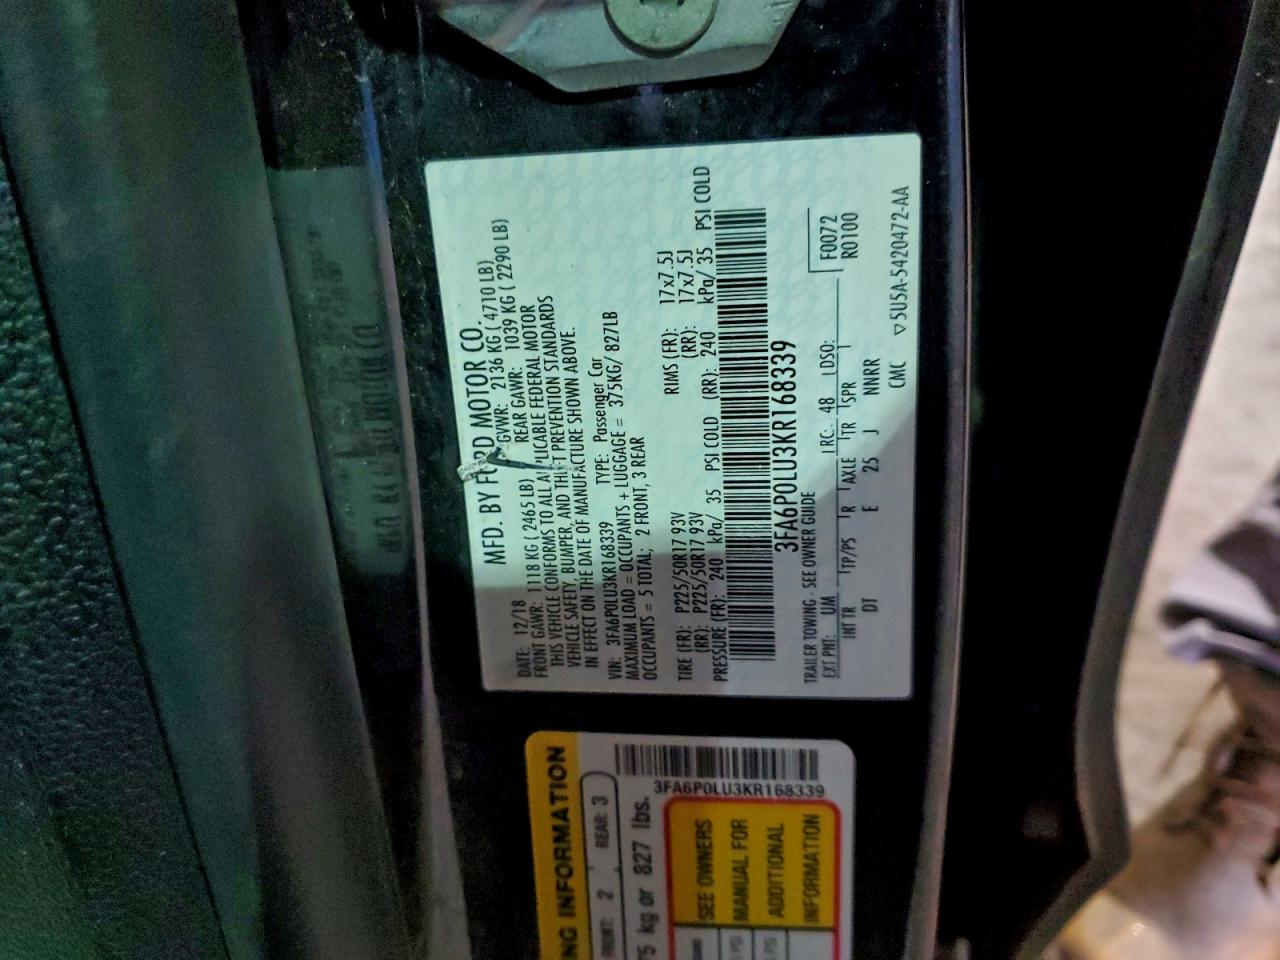 MFD. BY FORD MOTOR CO.
DATE: 12/18 GVWR: 2136 KG ( 4710 LB)
FRONT GAWR: 1118 KG ( 2465 LB) REAR GAWR: 1039 KG ( 2290 LB)
THIS VEHICLE CONFORMS TO ALL APPLICABLE FEDERAL MOTOR
VEHICLE SAFETY, BUMPER, AND THEFT PREVENTION STANDARDS
IN EFFECT ON THE DATE OF MANUFACTURE SHOWN ABOVE.
VIN: 3FA6P0LU3KR168339 TYPE: Passenger Car
MAXIMUM LOAD = OCCUPANTS + LUGGAGE = 375KG/ 827LB
OCCUPANTS = 5 TOTAL; 2 FRONT, 3 REAR
TIRE (FR): P225/50R17 93V RIMS (FR): 17x7.5J
(RR): P225/50R17 93V (RR): 17x7.5J
PRESSURE (FR): 240 kPa/ 35 PSI COLD (RR): 240 kPa/ 35 PSI COLD
3FA6P0LU3KR168339
TRAILER TOWING - SEE OWNER GUIDE
EXT PNT: UM RC: 48 DSO: F0072
R0100
INT TR TP/PS R AXLE TR SPR
DT E 25 J NNRR
CMC ▽5U5A-5420472-AA
ING INFORMATION
FRONT: 2 REAR: 3
75 kg or 827 lbs.
3FA6P0LU3KR168339
SEE OWNERS
MANUAL FOR
ADDITIONAL
INFORMATION